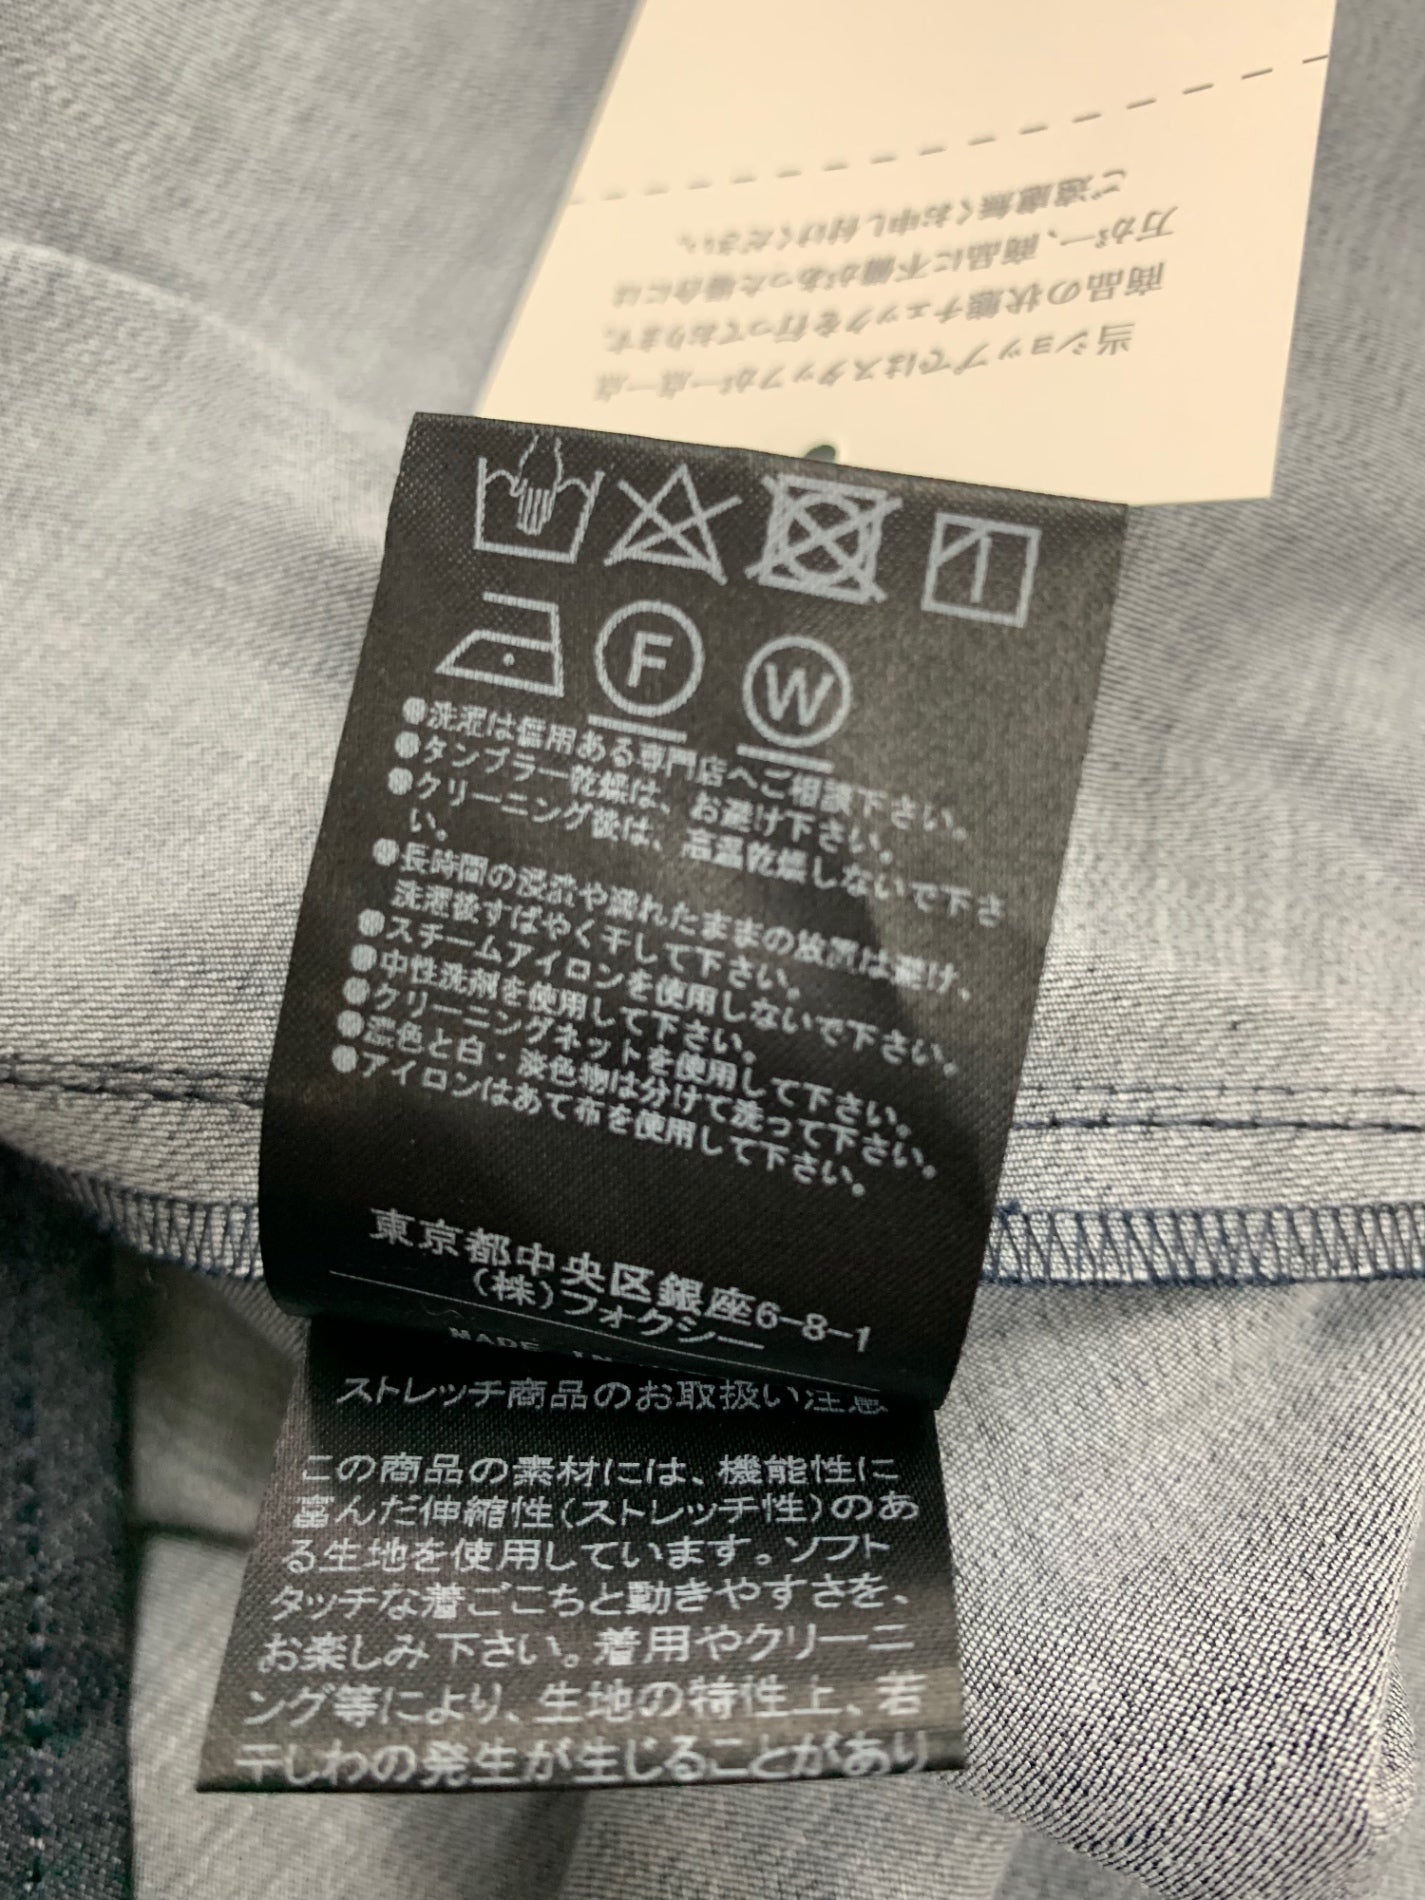 当ショップではスタッフが一点一点
商品の状態チェックを行っております。
万が一、商品に不備があった場合には
ご遠慮無くお申し付けください。
F
W
●洗濯は信用ある専門店へご相談下さい。
●タンブラー乾燥は、お避け下さい。
●クリーニング後は、高温乾燥しないで下さ
い。
●長時間の浸漬や濡れたままの放置は避け、
洗濯後すばやく干して下さい。
●スチームアイロンを使用しないで下さい。
●中性洗剤を使用して下さい。
●クリーニングネットを使用して下さい。
●濃色と白・淡色物は分けて洗って下さい。
●アイロンはあて布を使用して下さい。
東京都中央区銀座6-8-1
(株)フォクシー
MADE IN
ストレッチ商品のお取扱い注意
この商品の素材には、機能性に
富んだ伸縮性(ストレッチ性)のあ
る生地を使用しています。ソフト
タッチな着ごこちと動きやすさを、
お楽しみ下さい。着用やクリーニ
ング等により、生地の特性上、若
干しわの発生が生じることがあり